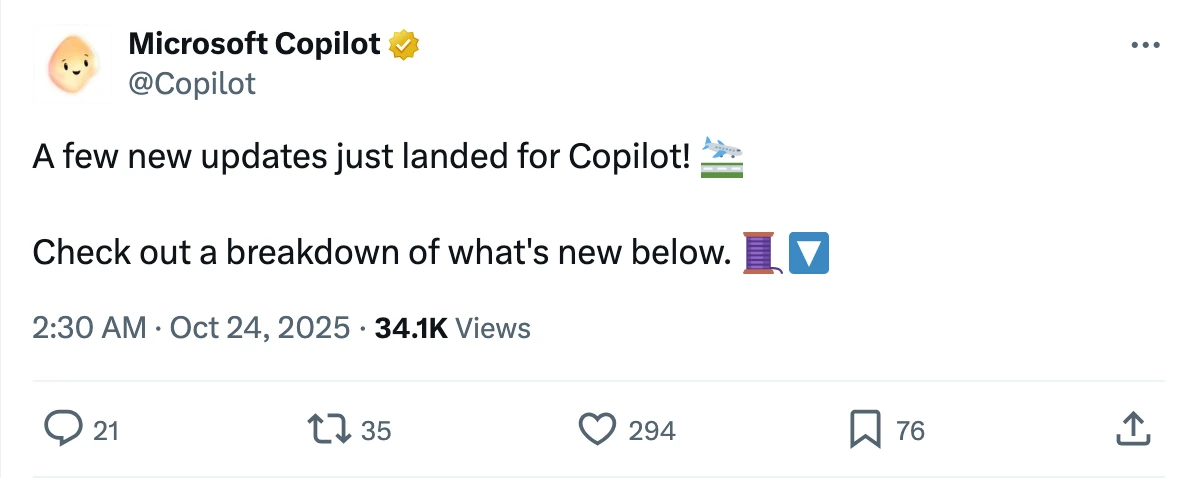 Microsoft Copilot
@Copilot
A few new updates just landed for Copilot! 🛬
Check out a breakdown of what's new below. 🧵🔽
2:30 AM · Oct 24, 2025 · 34.1K Views
21 35 294 76